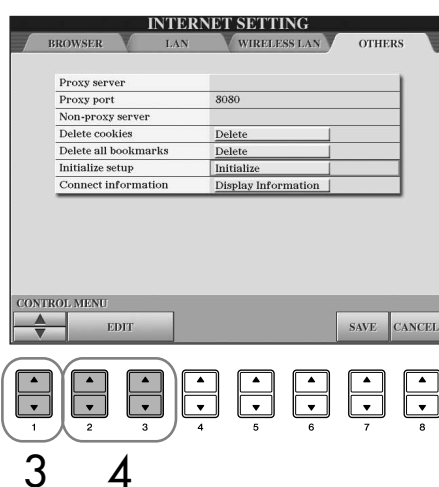 INTERNET SETTING
BROWSER LAN WIRELESS LAN OTHERS
Proxy server
Proxy port 8080
Non-proxy server
Delete cookies Delete
Delete all bookmarks Delete
Initialize setup Initialize
Connect information Display Information
CONTROL MENU
EDIT SAVE CANCEL
1 2 3 4 5 6 7 8
3 4